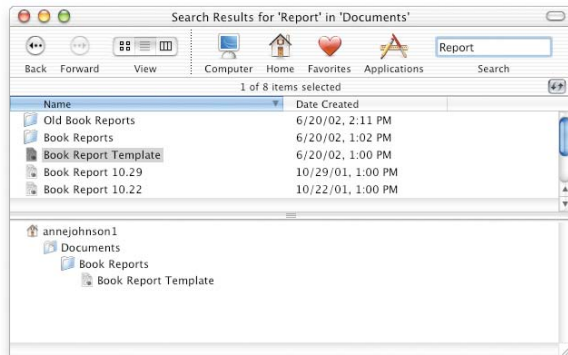 Search Results for 'Report' in 'Documents'
Report
Back Forward View Computer Home Favorites Applications Search
1 of 8 items selected
Name Date Created
Old Book Reports 6/20/02, 2:11 PM
Book Reports 6/20/02, 1:02 PM
Book Report Template 6/20/02, 1:00 PM
Book Report 10.29 10/29/01, 1:00 PM
Book Report 10.22 10/22/01, 1:00 PM
annejohnson1
Documents
Book Reports
Book Report Template